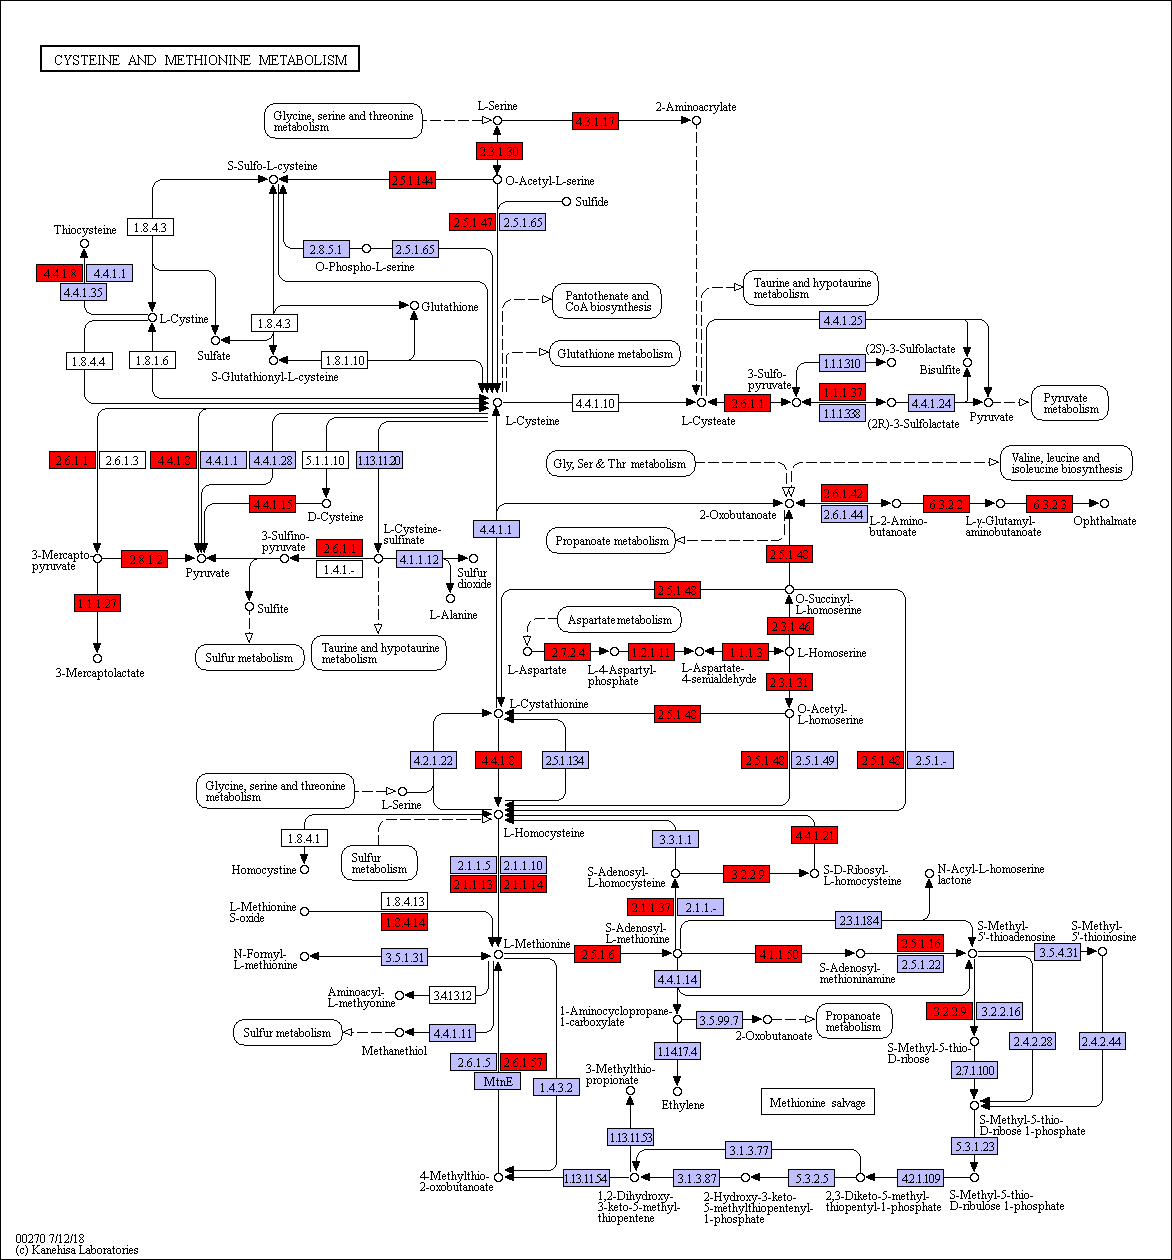 CYSTEINE AND METHIONINE METABOLISM
L-Serine
2-Aminoacrylate
Glycine, serine and threonine
metabolism
4.3.1.17
2.3.1.30
S-Sulfo-L-cysteine
2.5.1.144
O-Acetyl-L-serine
Sulfide
1.8.4.3
2.5.1.47
2.5.1.65
Thiocysteine
2.8.5.1
2.5.1.65
O-Phospho-L-serine
4.4.1.8
4.4.1.1
4.4.1.35
Pantothenate and
CoA biosynthesis
Taurine and hypotaurine
metabolism
L-Cystine
Glutathione
1.8.4.3
4.4.1.25
Sulfate
1.8.4.4
1.8.1.6
1.8.1.10
Glutathione metabolism
(2S)-3-Sulfolactate
1.1.1.310
Bisulfite
S-Glutathionyl-L-cysteine
3-Sulfo-
pyruvate
1.1.1.37
1.1.1.338
L-Cysteine
4.4.1.10
L-Cysteate
2.6.1.1
(2R)-3-Sulfolactate
4.4.1.24
Pyruvate
Pyruvate
metabolism
2.6.1.1
2.6.1.3
4.4.1.8
4.4.1.1
4.4.1.28
5.1.1.10
1.13.11.20
Gly, Ser & Thr metabolism
Valine, leucine and
isoleucine biosynthesis
4.4.1.15
D-Cysteine
2-Oxobutanoate
2.6.1.42
2.6.1.44
L-2-Amino-
butanoate
6.3.2.2
L-γ-Glutamyl-
aminobutanoate
6.3.2.3
Ophthalmate
4.4.1.1
3-Sulfino-
pyruvate
L-Cysteine-
sulfinate
Propanoate metabolism
3-Mercapto-
pyruvate
2.8.1.2
Pyruvate
2.6.1.1
1.4.1.-
4.1.1.12
Sulfur
dioxide
2.5.1.48
1.1.1.27
Sulfite
L-Alanine
2.5.1.48
O-Succinyl-
L-homoserine
Aspartate metabolism
2.3.1.46
Sulfur metabolism
Taurine and hypotaurine
metabolism
3-Mercaptolactate
L-Aspartate
2.7.2.4
L-4-Aspartyl-
phosphate
1.2.1.11
L-Aspartate-
4-semialdehyde
1.1.1.3
L-Homoserine
2.3.1.31
L-Cystathionine
2.5.1.48
O-Acetyl-
L-homoserine
4.2.1.22
4.4.1.8
2.5.1.134
2.5.1.48
2.5.1.49
2.5.1.48
2.5.1.-
Glycine, serine and threonine
metabolism
L-Serine
L-Homocysteine
1.8.4.1
Sulfur
metabolism
3.3.1.1
4.4.1.21
Homocystine
2.1.1.5
2.1.1.10
2.1.1.13
2.1.1.14
S-Adenosyl-
L-homocysteine
3.2.2.9
S-D-Ribosyl-
L-homocysteine
N-Acyl-L-homoserine
lactone
L-Methionine
S-oxide
1.8.4.13
1.8.4.14
2.1.1.37
2.1.1.-
2.3.1.184
S-Adenosyl-
L-methionine
S-Methyl-
5'-thioadenosine
S-Methyl-
5'-thioinosine
N-Formyl-
L-methionine
3.5.1.31
L-Methionine
2.5.1.6
4.1.1.50
2.5.1.16
2.5.1.22
3.5.4.31
S-Adenosyl-
methioninamine
4.4.1.14
Aminoacyl-
L-methyonine
3.4.13.12
1-Aminocyclopropane-
1-carboxylate
3.5.99.7
2-Oxobutanoate
Propanoate
metabolism
3.2.2.9
3.2.2.16
Sulfur metabolism
Methanethiol
4.4.1.11
2.4.2.28
2.4.2.44
S-Methyl-5-thio-
D-ribose
2.6.1.5
2.6.1.57
MtnE
1.4.3.2
1.14.17.4
3-Methylthio-
propionate
2.7.1.100
Ethylene
Methionine salvage
S-Methyl-5-thio-
D-ribose 1-phosphate
1.13.11.53
3.1.3.77
5.3.1.23
4-Methylthio-
2-oxobutanoate
1.13.11.54
3.1.3.87
5.3.2.5
4.2.1.109
1,2-Dihydroxy-
3-keto-5-methyl-
thiopentene
2-Hydroxy-3-keto-
5-methylthiopentenyl-
1-phosphate
2,3-Diketo-5-methyl-
thiopentyl-1-phosphate
S-Methyl-5-thio-
D-ribulose 1-phosphate
00270 7/12/18
(c) Kanehisa Laboratories